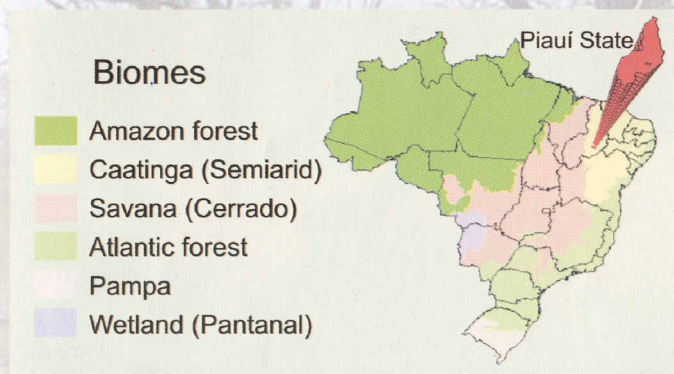 Piauí State
Biomes
Amazon forest
Caatinga (Semiarid)
Savana (Cerrado)
Atlantic forest
Pampa
Wetland (Pantanal)